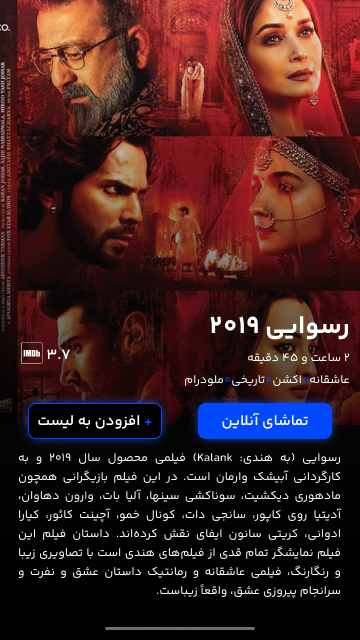 رسوایی ۲۰۱۹
۲ ساعت و ۴۵ دقیقه
IMDb ۳.۷
عاشقانه اکشن تاریخی ملودرام
تماشای آنلاین
+ افزودن به لیست
رسوایی (به هندی: Kalank) فیلمی محصول سال ۲۰۱۹ و به
کارگردانی آبیشک وارمان است. در این فیلم بازیگرانی همچون
مادهوری دیکشیت، سوناکشی سینها، آلیا بات، وارون دهاوان،
آدیتیا روی کاپور، سانجی دات، کونال خمو، آچینت کائور، کیارا
ادوانی، کریتی سانون ایفای نقش کرده‌اند. داستان فیلم این
فیلم نمایشگر تمام قدی از فیلم‌های هندی است با تصاویری زیبا
و رنگارنگ، فیلمی عاشقانه و رمانتیک داستان عشق و نفرت و
سرانجام پیروزی عشق، واقعاً زیباست.